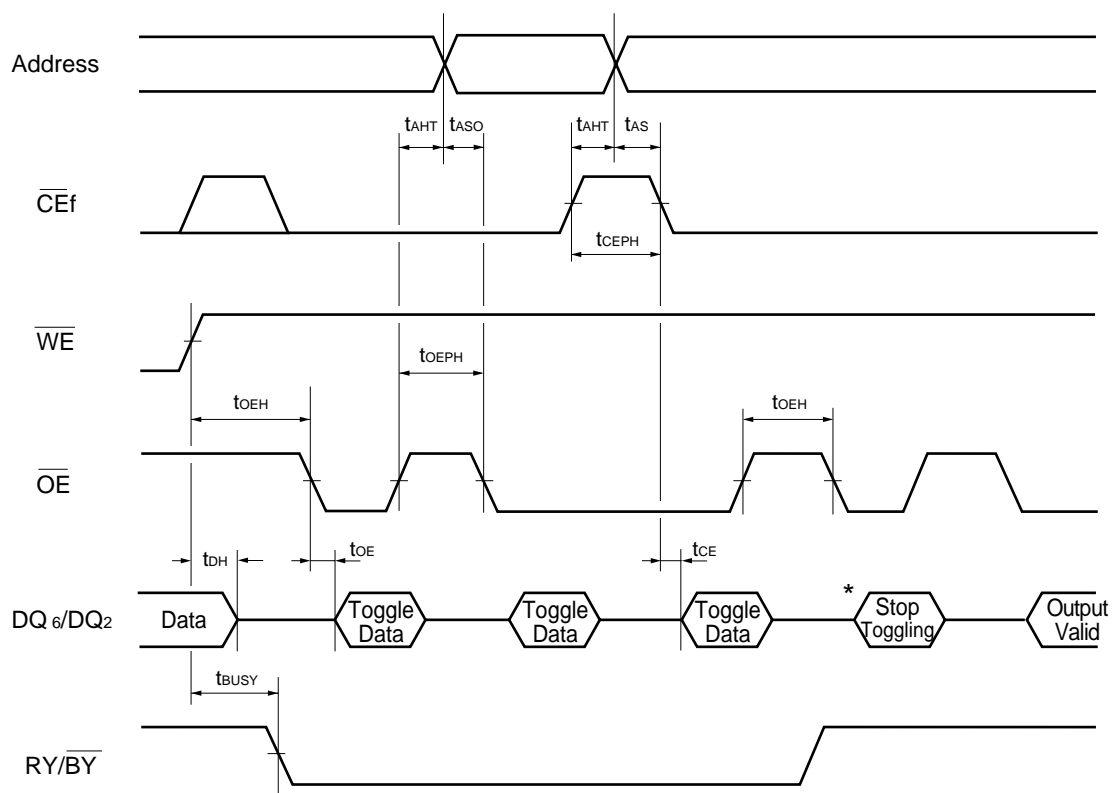 Address
tAHT tASO tAHT tAS
CEf
tCEPH
WE
tOEPH
tOEH tOEH
OE
tDH tOE tCE
DQ6/DQ2 Data Toggle Data Toggle Data Toggle Data * Stop Toggling Output Valid
tBUSY
RY/BY